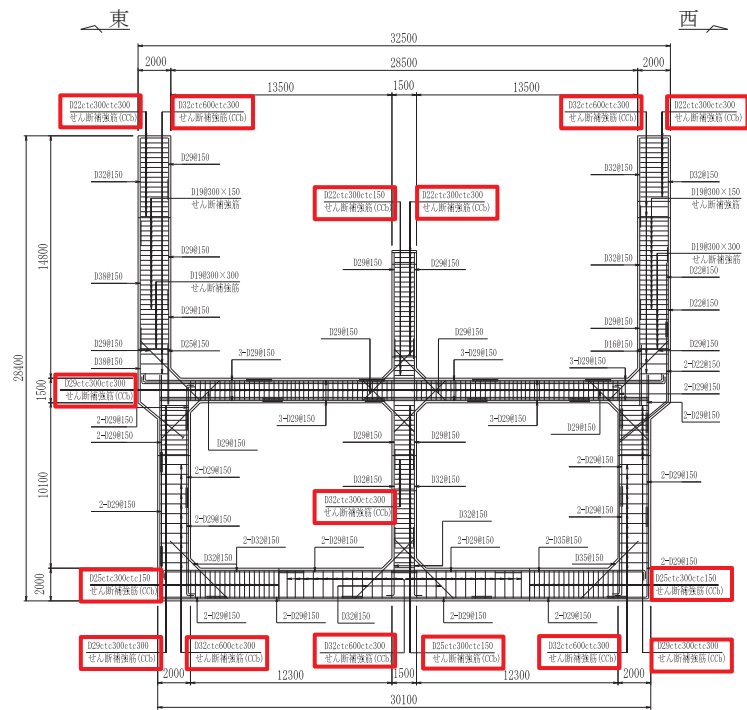 東
西
32500
2000
28500
2000
13500
1500
13500
D22ctc300ctc300
せん断補強筋(CCb)
D32ctc600ctc300
せん断補強筋(CCb)
D32ctc600ctc300
せん断補強筋(CCb)
D22ctc300ctc300
せん断補強筋(CCb)
D29@150
D32@150
D32@150
D32@150
D19@300×150
せん断補強筋
D22ctc300ctc150
せん断補強筋(CCb)
D22ctc300ctc300
せん断補強筋(CCb)
D19@300×150
せん断補強筋
14800
D29@150
D19@300×300
せん断補強筋
D38@150
D29@150
D29@150
D32@150
D19@300×300
せん断補強筋
D22@150
D29@150
D22@150
D29@150
D25@150
D38@150
D29@150
D29@150
D16@150
D29@150
28400
3-D29@150
3-D29@150
3-D29@150
2-D22@150
1500
D29ctc300ctc300
せん断補強筋(CCb)
2-D29@150
2-D29@150
2-D29@150
D29@150
3-D29@150
3-D29@150
D29@150
2-D29@150
2-D29@150
D29@150
D29@150
10100
2-D29@150
2-D29@150
2-D29@150
D32@150
D32@150
2-D29@150
D32ctc300ctc300
せん断補強筋(CCb)
D32@150
2-D29@150
2-D29@150
2-D32@150
2-D29@150
2-D29@150
2-D35@150
D32@150
D35@150
2-D29@150
2000
D25ctc300ctc150
せん断補強筋(CCb)
D25ctc300ctc150
せん断補強筋(CCb)
2-D29@150
2-D29@150
D32@150
2-D29@150
2-D29@150
D29ctc300ctc300
せん断補強筋(CCb)
D32ctc600ctc300
せん断補強筋(CCb)
D32ctc600ctc300
せん断補強筋(CCb)
D25ctc300ctc150
せん断補強筋(CCb)
D32ctc600ctc300
せん断補強筋(CCb)
D29ctc300ctc300
せん断補強筋(CCb)
2000
12300
1500
12300
2000
30100